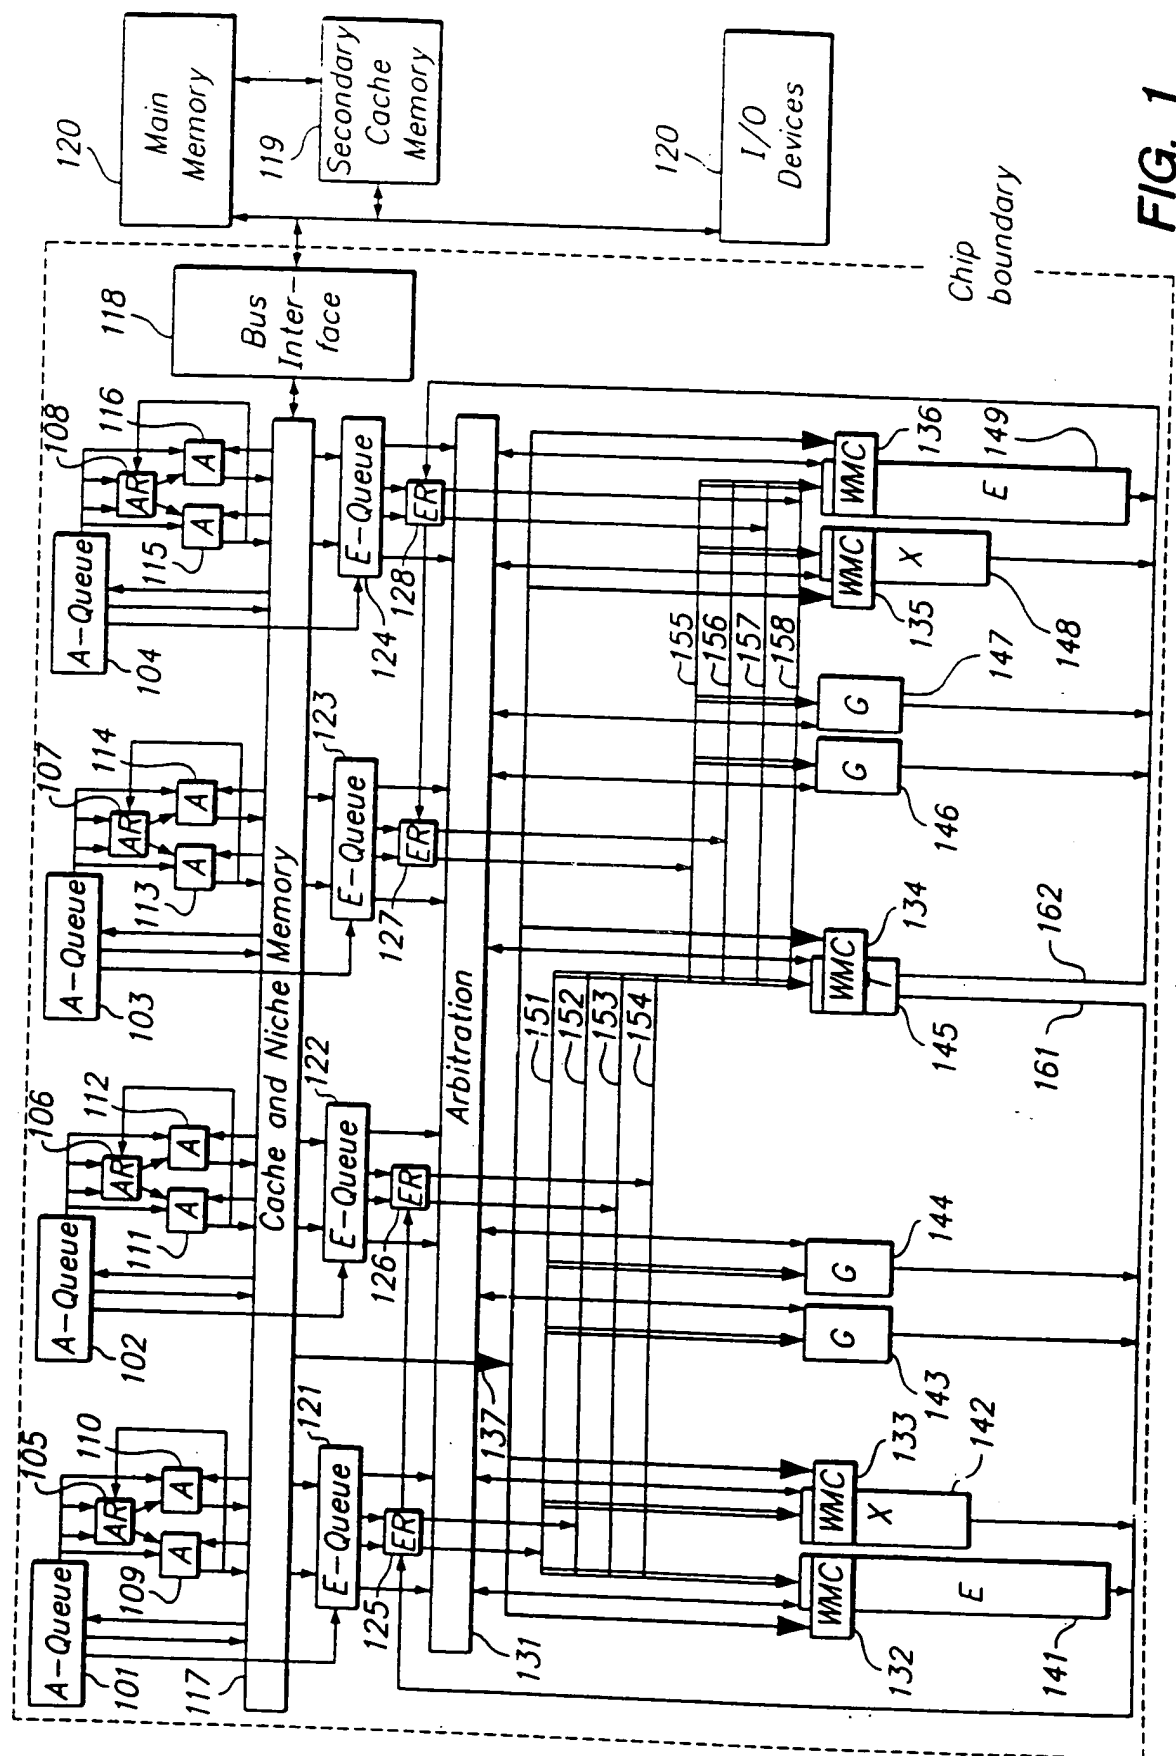 120
Main
Memory
119
Secondary
Cache
Memory
120
I/O
Devices
FIG. 1
Chip
boundary
118
Bus
Inter-
face
A-Queue
101
105
AR
109
A
110
A
A-Queue
102
106
AR
111
A
112
A
A-Queue
103
107
AR
113
A
114
A
A-Queue
104
108
AR
115
A
116
A
117
Cache and Niche Memory
121
E-Queue
122
E-Queue
123
E-Queue
124
E-Queue
125
ER
126
ER
127
ER
128
ER
131
Arbitration
137
151
152
153
154
155
156
157
158
WMC
132
E
141
WMC
133
X
142
G
143
G
144
WMC
134
T
145
G
146
G
147
WMC
135
X
148
WMC
136
E
149
161
162